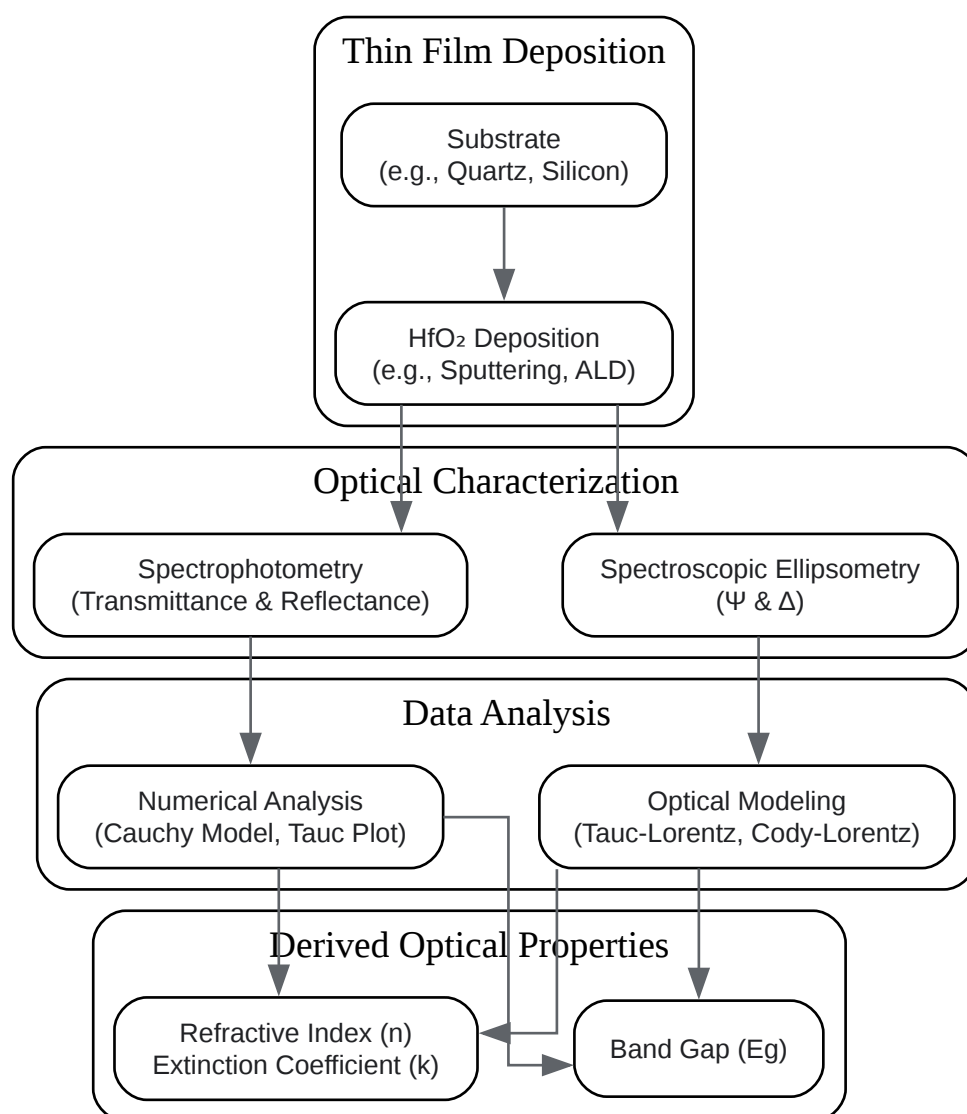 Thin Film Deposition
Substrate
(e.g., Quartz, Silicon)
HfO₂ Deposition
(e.g., Sputtering, ALD)
Optical Characterization
Spectrophotometry
(Transmittance & Reflectance)
Spectroscopic Ellipsometry
(Ψ & Δ)
Data Analysis
Numerical Analysis
(Cauchy Model, Tauc Plot)
Optical Modeling
(Tauc-Lorentz, Cody-Lorentz)
Derived Optical Properties
Refractive Index (n)
Extinction Coefficient (k)
Band Gap (Eg)